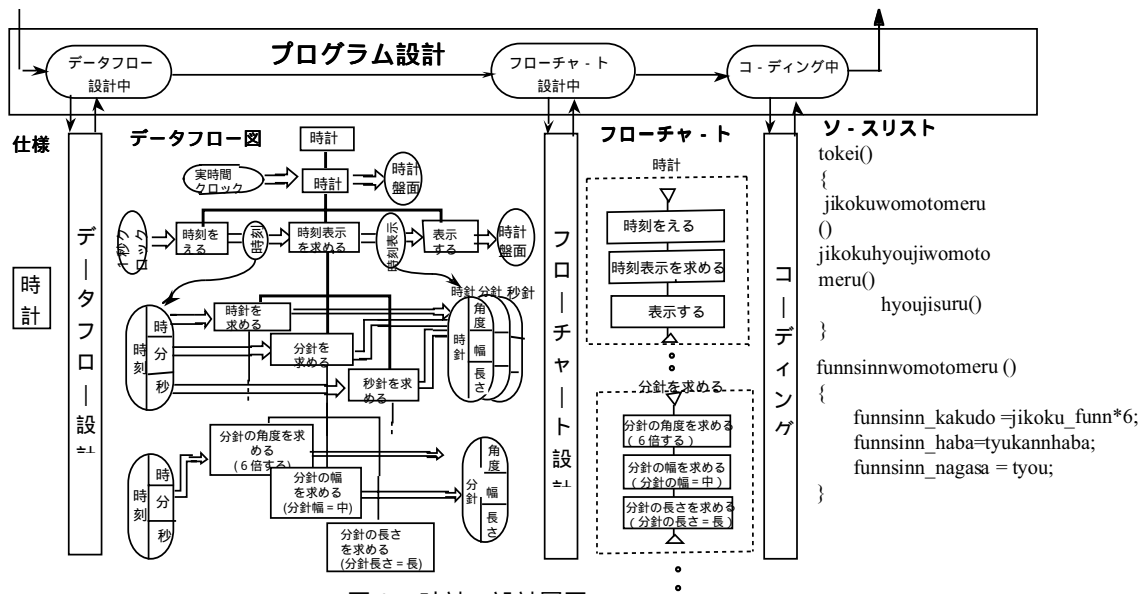 プログラム設計
データフロー
設計中
フローチャ-ト
設計中
コ-ディング中
仕様
時
計
データフロー設
データフロー図
時計
実時間
クロック
時計
時計
盤面
1秒ク
ロック
時刻を
える
時刻
時刻表示
を求める
時刻表示
表示
する
時計
盤面
時刻
時
分
秒
時針を
求める
分針を
求める
秒針を求
める
時針
分針
秒針
時針
角度
幅
長さ
分針の角度を求
める
(6倍する)
分針の幅
を求める
(分針幅=中)
分針の長さ
を求める
(分針長さ=長)
時刻
時
分
秒
分針
角度
幅
長さ
フローチャート設
フローチャ-ト
時計
時刻をえる
時刻表示を求める
表示する
分針を求める
分針の角度を求める
(6倍する)
分針の幅を求める
(分針の幅=中)
分針の長さを求める
(分針の長さ=長)
コーディング
ソ-スリスト
tokei()
{
jikokuwomotomeru
()
jikokuhyoujiwomoto
meru()
hyoujisuru()
}
funnsinnwomotomeru ()
{
funnsinn_kakudo =jikoku_funn*6;
funnsinn_haba=tyukannhaba;
funnsinn_nagasa = tyou;
}